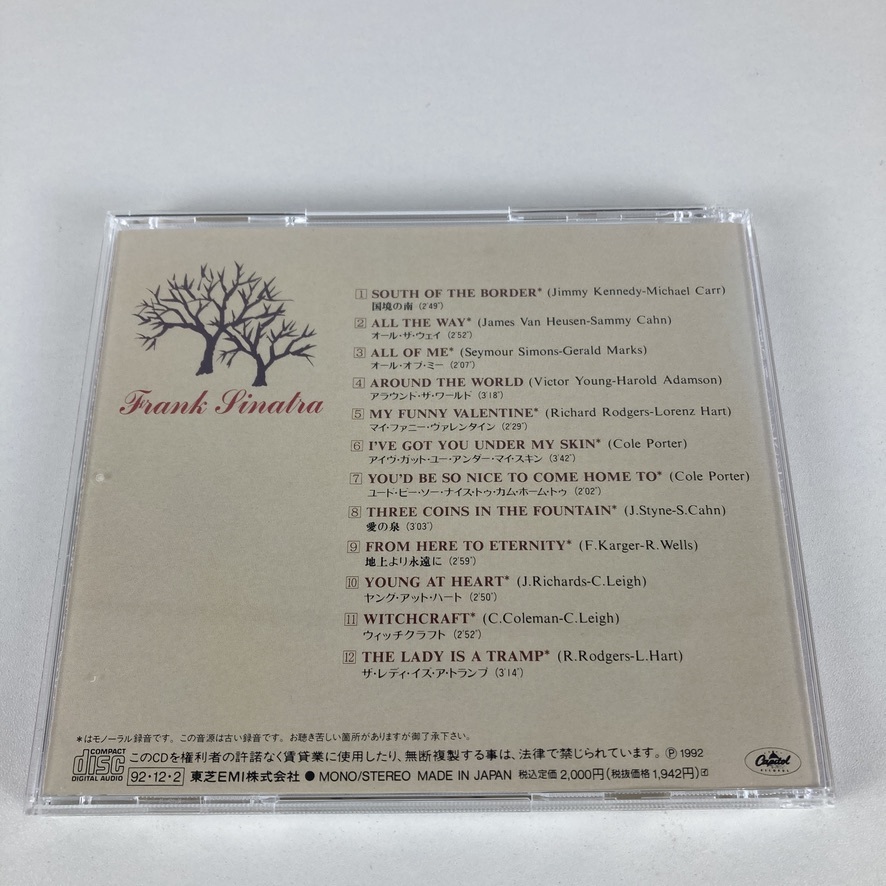 Frank Sinatra
1 SOUTH OF THE BORDER* (Jimmy Kennedy-Michael Carr)
国境の南 (2'49")
2 ALL THE WAY* (James Van Heusen-Sammy Cahn)
オール・ザ・ウェイ (2'52")
3 ALL OF ME* (Seymour Simons-Gerald Marks)
オール・オブ・ミー (2'07")
4 AROUND THE WORLD (Victor Young-Harold Adamson)
アラウンド・ザ・ワールド (3'18")
5 MY FUNNY VALENTINE* (Richard Rodgers-Lorenz Hart)
マイ・ファニー・ヴァレンタイン (2'29")
6 I'VE GOT YOU UNDER MY SKIN* (Cole Porter)
アイヴ・ガット・ユー・アンダー・マイ・スキン (3'42")
7 YOU'D BE SO NICE TO COME HOME TO* (Cole Porter)
ユード・ビー・ソー・ナイス・トゥ・カム・ホーム・トゥ (2'02")
8 THREE COINS IN THE FOUNTAIN* (J.Styne-S.Cahn)
愛の泉 (3'03")
9 FROM HERE TO ETERNITY* (F.Karger-R.Wells)
地上より永遠に (2'59")
10 YOUNG AT HEART* (J.Richards-C.Leigh)
ヤング・アット・ハート (2'50")
11 WITCHCRAFT* (C.Coleman-C.Leigh)
ウィッチクラフト (2'52")
12 THE LADY IS A TRAMP* (R.Rodgers-L.Hart)
ザ・レディ・イズ・ア・トランプ (3'14")
*はモノーラル録音です。この音源は古い録音です。お聴き苦しい箇所がありますが御了承下さい。
COMPACT disc DIGITAL AUDIO
このCDを権利者の許諾なく賃貸業に使用したり、無断複製する事は、法律で禁じられています。Ⓟ 1992
92・12・2 東芝EMI株式会社 ● MONO/STEREO MADE IN JAPAN 税込定価 2,000円(税抜価格 1,942円)
Capitol